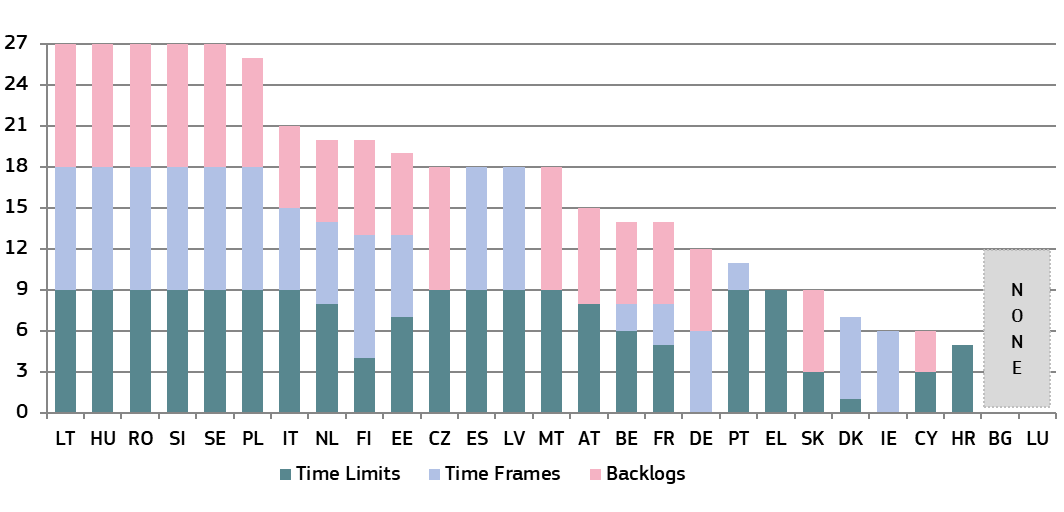 27
24
21
18
15
12
9
6
3
0
N
O
N
E
LT HU RO SI SE PL IT NL FI EE CZ ES LV MT AT BE FR DE PT EL SK DK IE CY HR BG LU
Time Limits Time Frames Backlogs